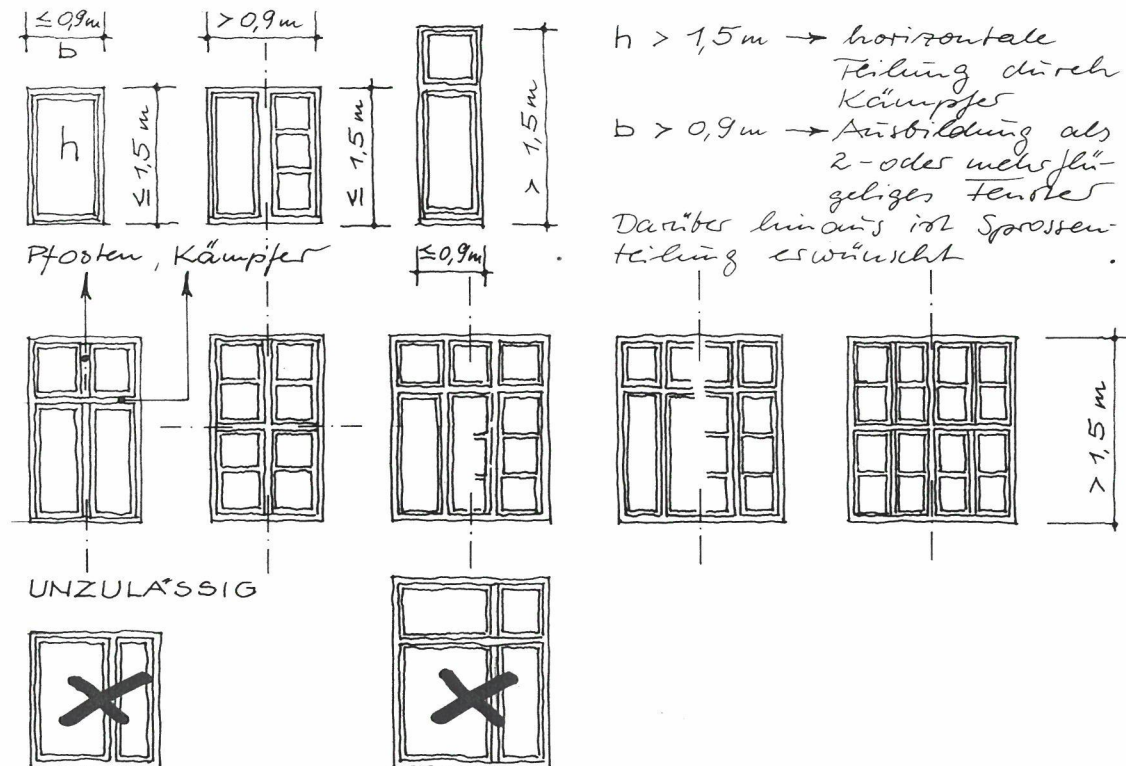 ≤ 0,9m
b
> 0,9m
h
≤ 1,5 m
≤ 1,5 m
> 1,5 m
h > 1,5m → horizontale
Teilung durch
Kämpfer
b > 0,9m → Ausbildung als
2-oder mehrflü-
geliges Fenster
Darüber hinaus ist Sprossen-
teilung erwünscht
Pfosten, Kämpfer
≤0,9m
> 1,5 m
UNZULÄSSIG